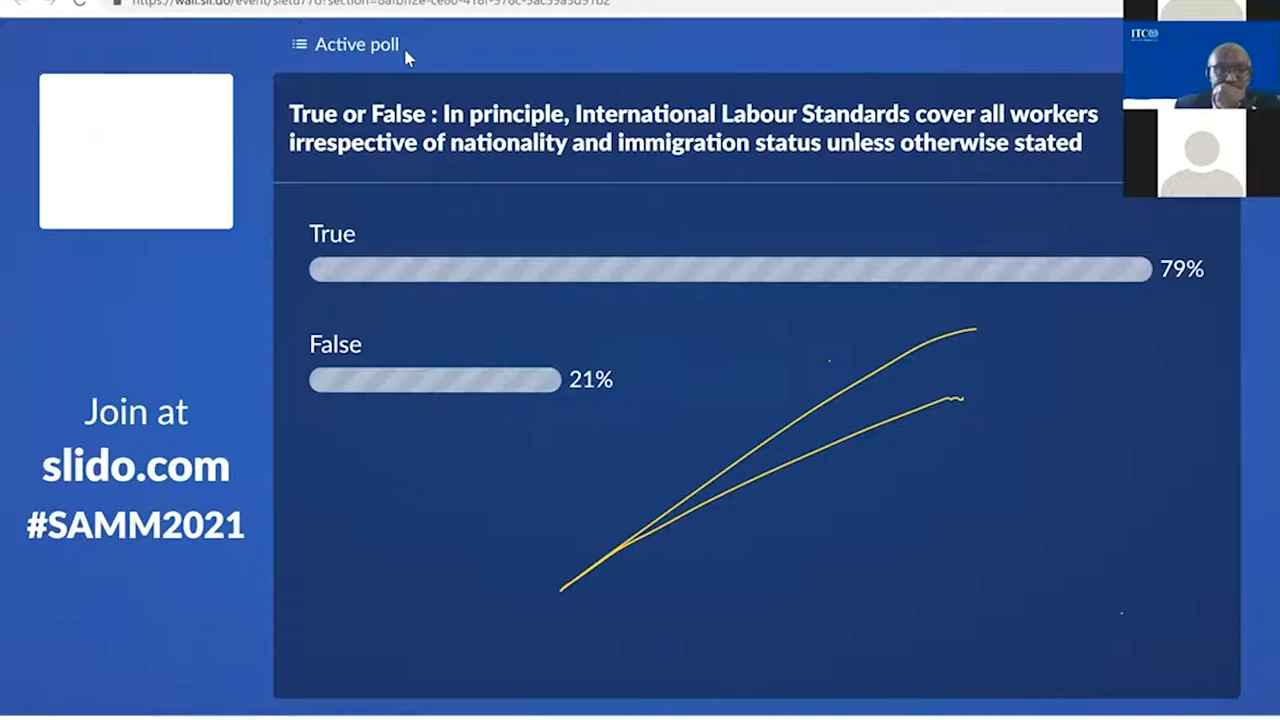 Active poll
True or False : In principle, International Labour Standards cover all workers
irrespective of nationality and immigration status unless otherwise stated
True
79%
False
21%
Join at
slido.com
#SAMM2021
ITC